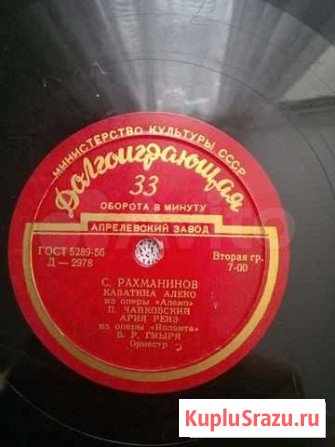 МИНИСТЕРСТВО КУЛЬТУРЫ СССР
Долгоиграющая
33
ОБОРОТА В МИНУТУ
АПРЕЛЕВСКИЙ ЗАВОД
ГОСТ 5289-56
Д — 2978
Вторая гр.
7-00
С. РАХМАНИНОВ
КАВАТИНА АЛЕКО
из оперы «Алеко»
П. ЧАЙКОВСКИЙ
АРИЯ РЕНЭ
из оперы «Иоланта»
Б. Р. ГМЫРЯ
Оркестр
Avito
KupluSrazu.ru